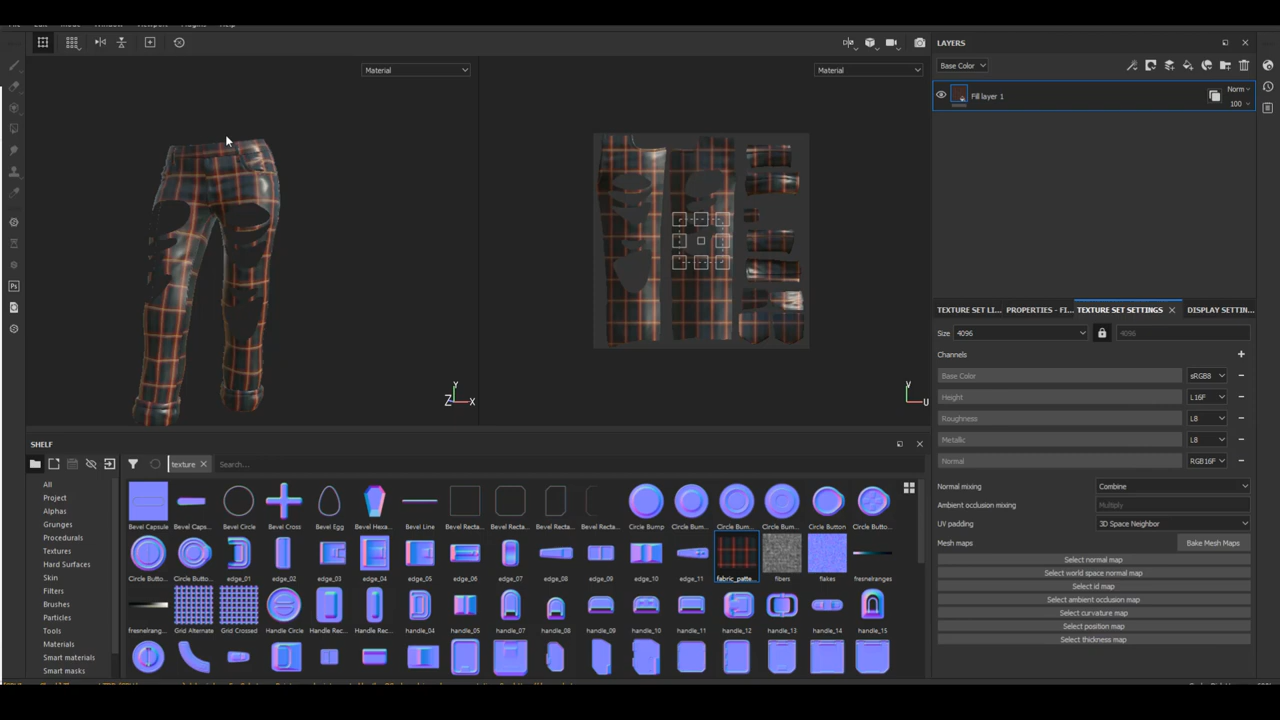 Material
Material
Y
Z
X
V
U
LAYERS
Base Color
Fill layer 1
Norm
100
TEXTURE SET LI...
PROPERTIES - FI...
TEXTURE SET SETTINGS
DISPLAY SETTIN...
Size
4096
4096
Channels
Base Color
sRGB8
Height
L16F
Roughness
L8
Metallic
L8
Normal
RGB16F
Normal mixing
Combine
Ambient occlusion mixing
Multiply
UV padding
3D Space Neighbor
Mesh maps
Bake Mesh Maps
Select normal map
Select world space normal map
Select id map
Select ambient occlusion map
Select curvature map
Select position map
Select thickness map
SHELF
texture
Search...
All
Project
Alphas
Grunges
Procedurals
Textures
Hard Surfaces
Skin
Filters
Brushes
Particles
Tools
Materials
Smart materials
Smart masks
Bevel Capsule
Bevel Caps...
Bevel Circle
Bevel Cross
Bevel Egg
Bevel Hexa...
Bevel Line
Bevel Recta...
Bevel Recta...
Bevel Recta...
Bevel Recta...
Circle Bump
Circle Bum...
Circle Bum...
Circle Bum...
Circle Button
Circle Butto...
Circle Butto...
Circle Butto...
edge_01
edge_02
edge_03
edge_04
edge_05
edge_06
edge_07
edge_08
edge_09
edge_10
edge_11
fabric_patte...
fibers
flakes
fresnelranges
fresnelrang...
Grid Alternate
Grid Crossed
Handle Circle
Handle Rec...
Handle Rec...
handle_04
handle_06
handle_07
handle_08
handle_09
handle_10
handle_11
handle_12
handle_13
handle_14
handle_15
Ps